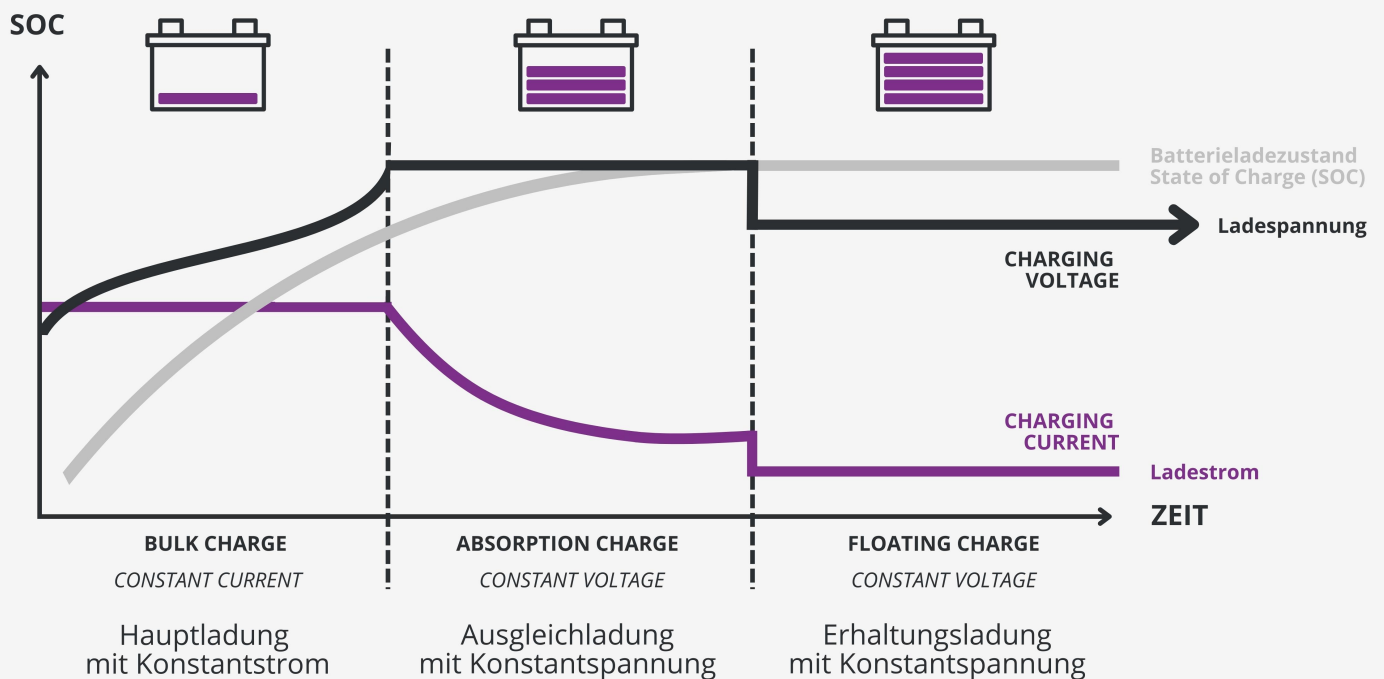 SOC
Batterieladezustand
State of Charge (SOC)
Ladespannung
CHARGING
VOLTAGE
CHARGING
CURRENT
Ladestrom
ZEIT
BULK CHARGE
CONSTANT CURRENT
Hauptladung
mit Konstantstrom
ABSORPTION CHARGE
CONSTANT VOLTAGE
Ausgleichladung
mit Konstantspannung
FLOATING CHARGE
CONSTANT VOLTAGE
Erhaltungsladung
mit Konstantspannung